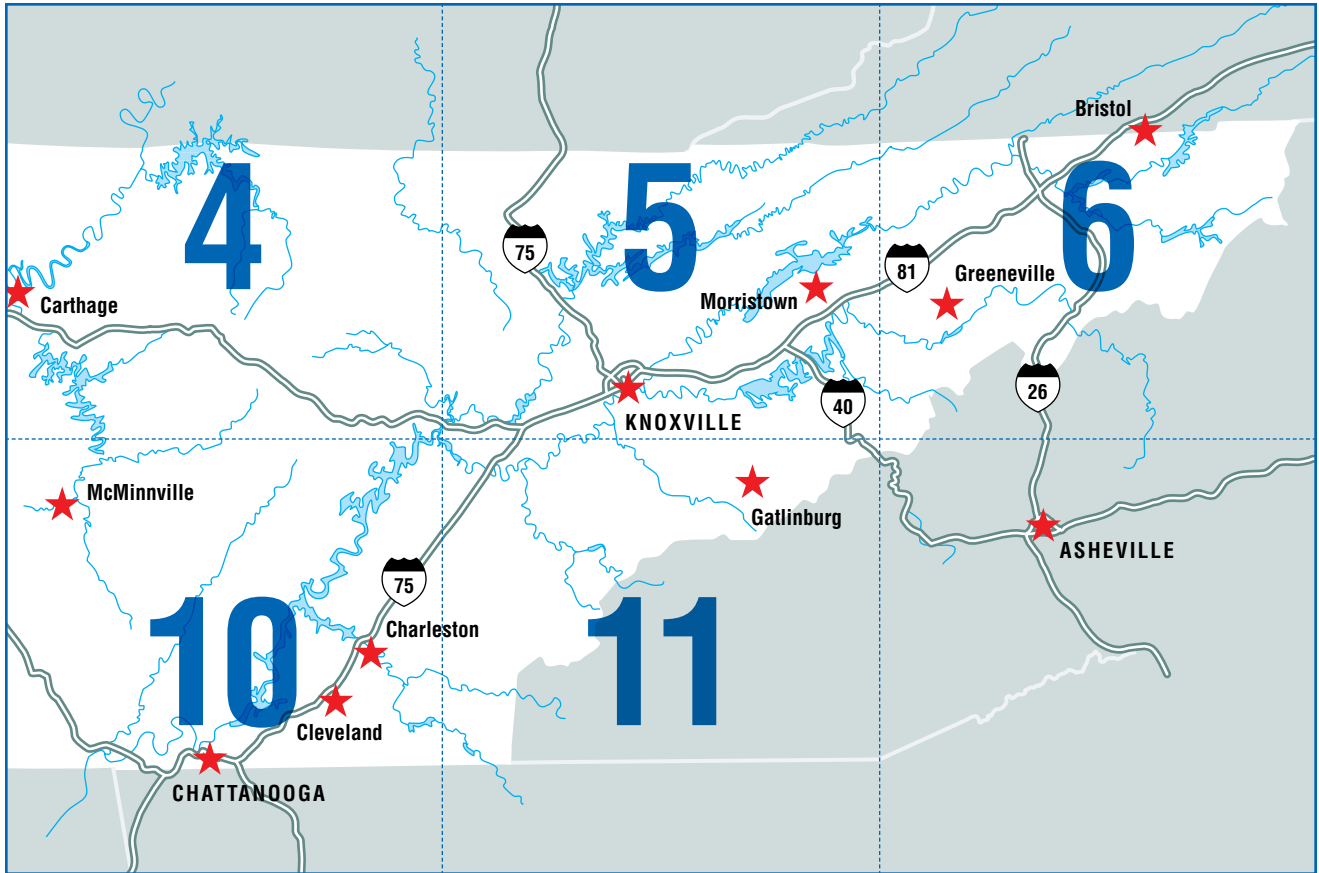 Bristol
4
5
6
75
81
Greeneville
Morristown
Carthage
26
40
KNOXVILLE
McMinnville
Gatlinburg
ASHEVILLE
75
10
11
Charleston
Cleveland
CHATTANOOGA